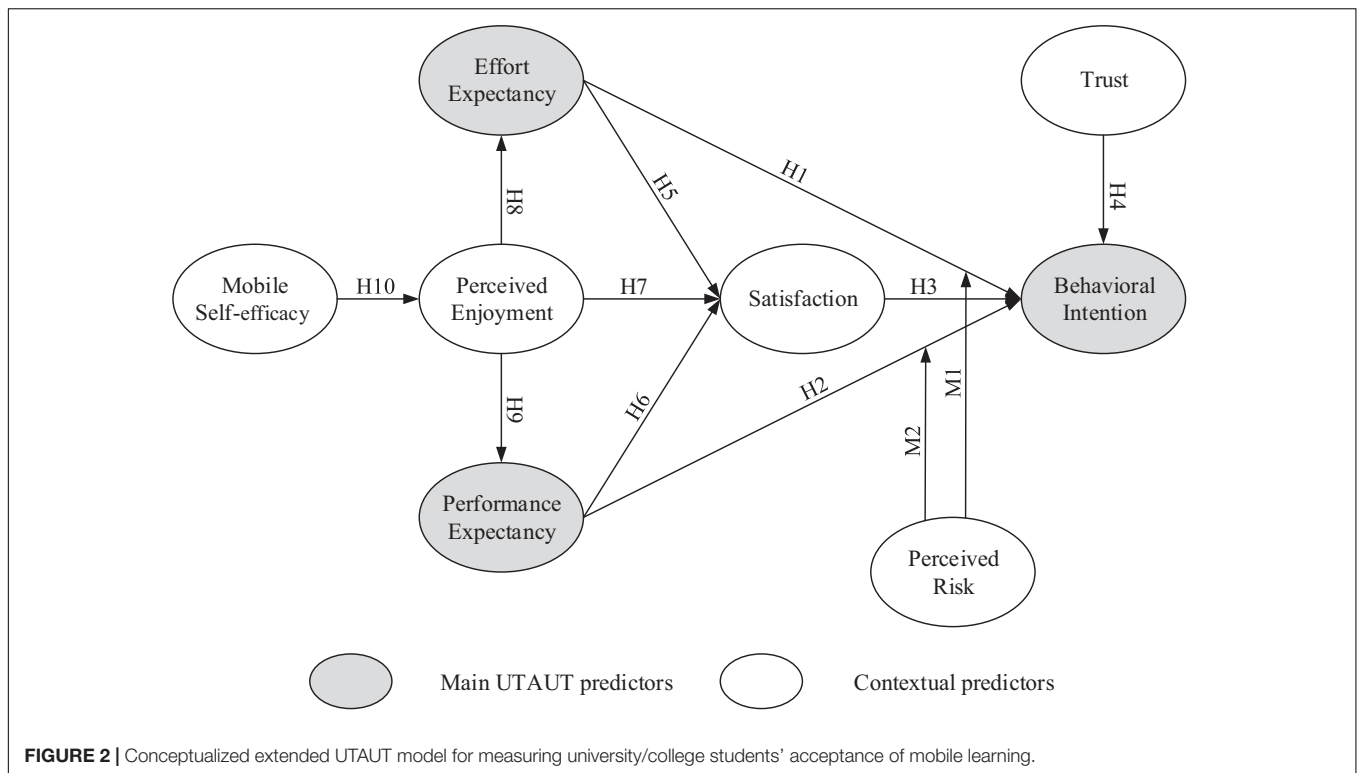 Effort
Expectancy
Trust
H1
H5
H8
H4
Mobile
Self-efficacy
H10
Perceived
Enjoyment
H7
Satisfaction
H3
Behavioral
Intention
H9
H6
H2
M1
M2
Performance
Expectancy
Perceived
Risk
Main UTAUT predictors
Contextual predictors
FIGURE 2 | Conceptualized extended UTAUT model for measuring university/college students' acceptance of mobile learning.